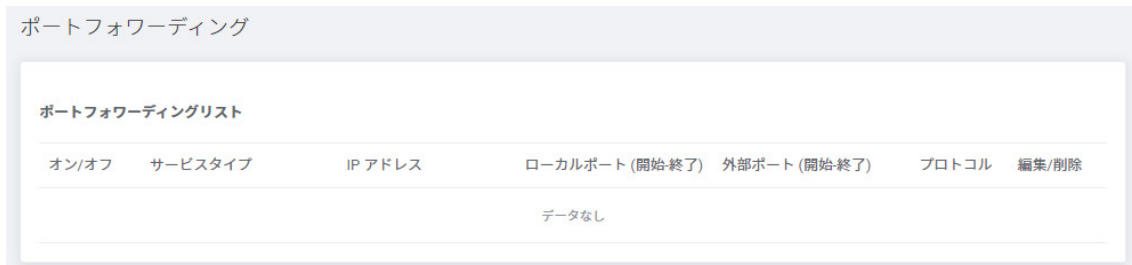 ポートフォワーディング
ポートフォワーディングリスト
オン/オフ サービスタイプ IP アドレス ローカルポート (開始-終了) 外部ポート (開始-終了) プロトコル 編集/削除
データなし